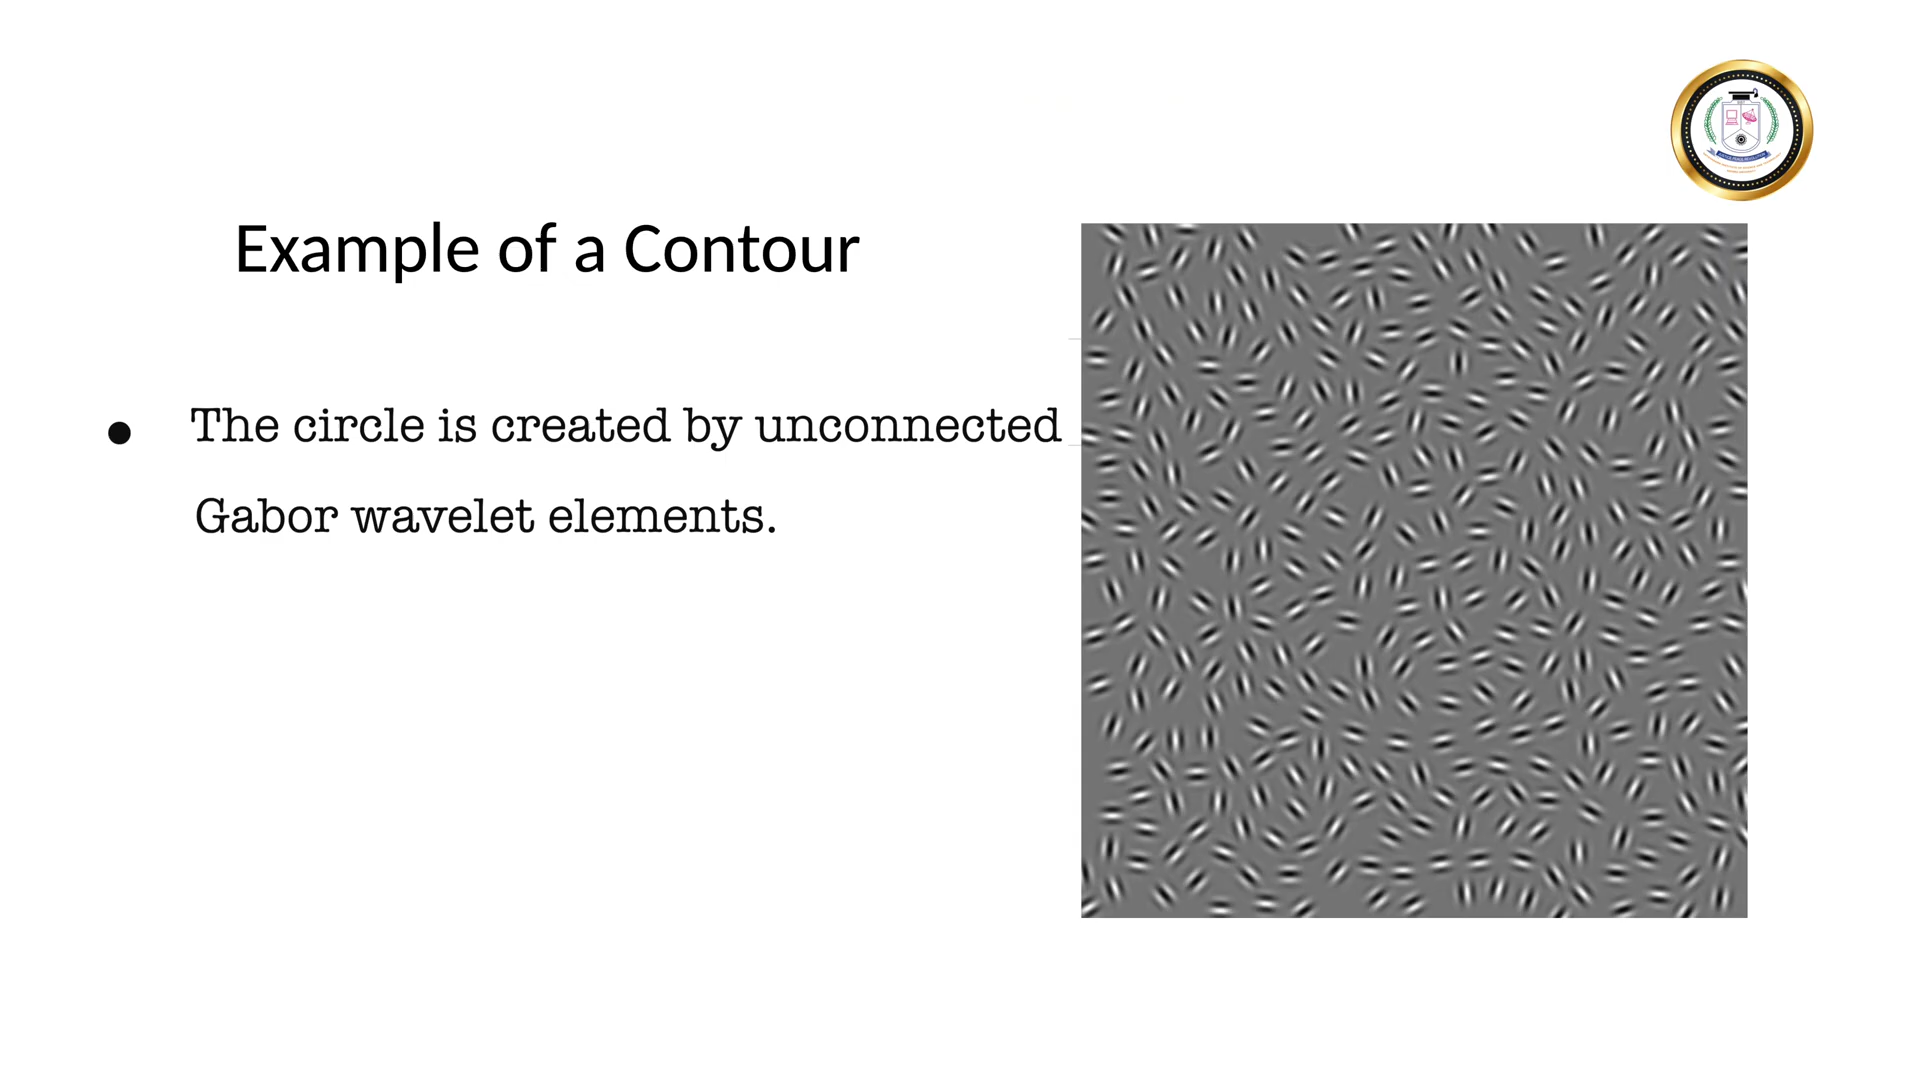 Example of a Contour
• The circle is created by unconnected
Gabor wavelet elements.